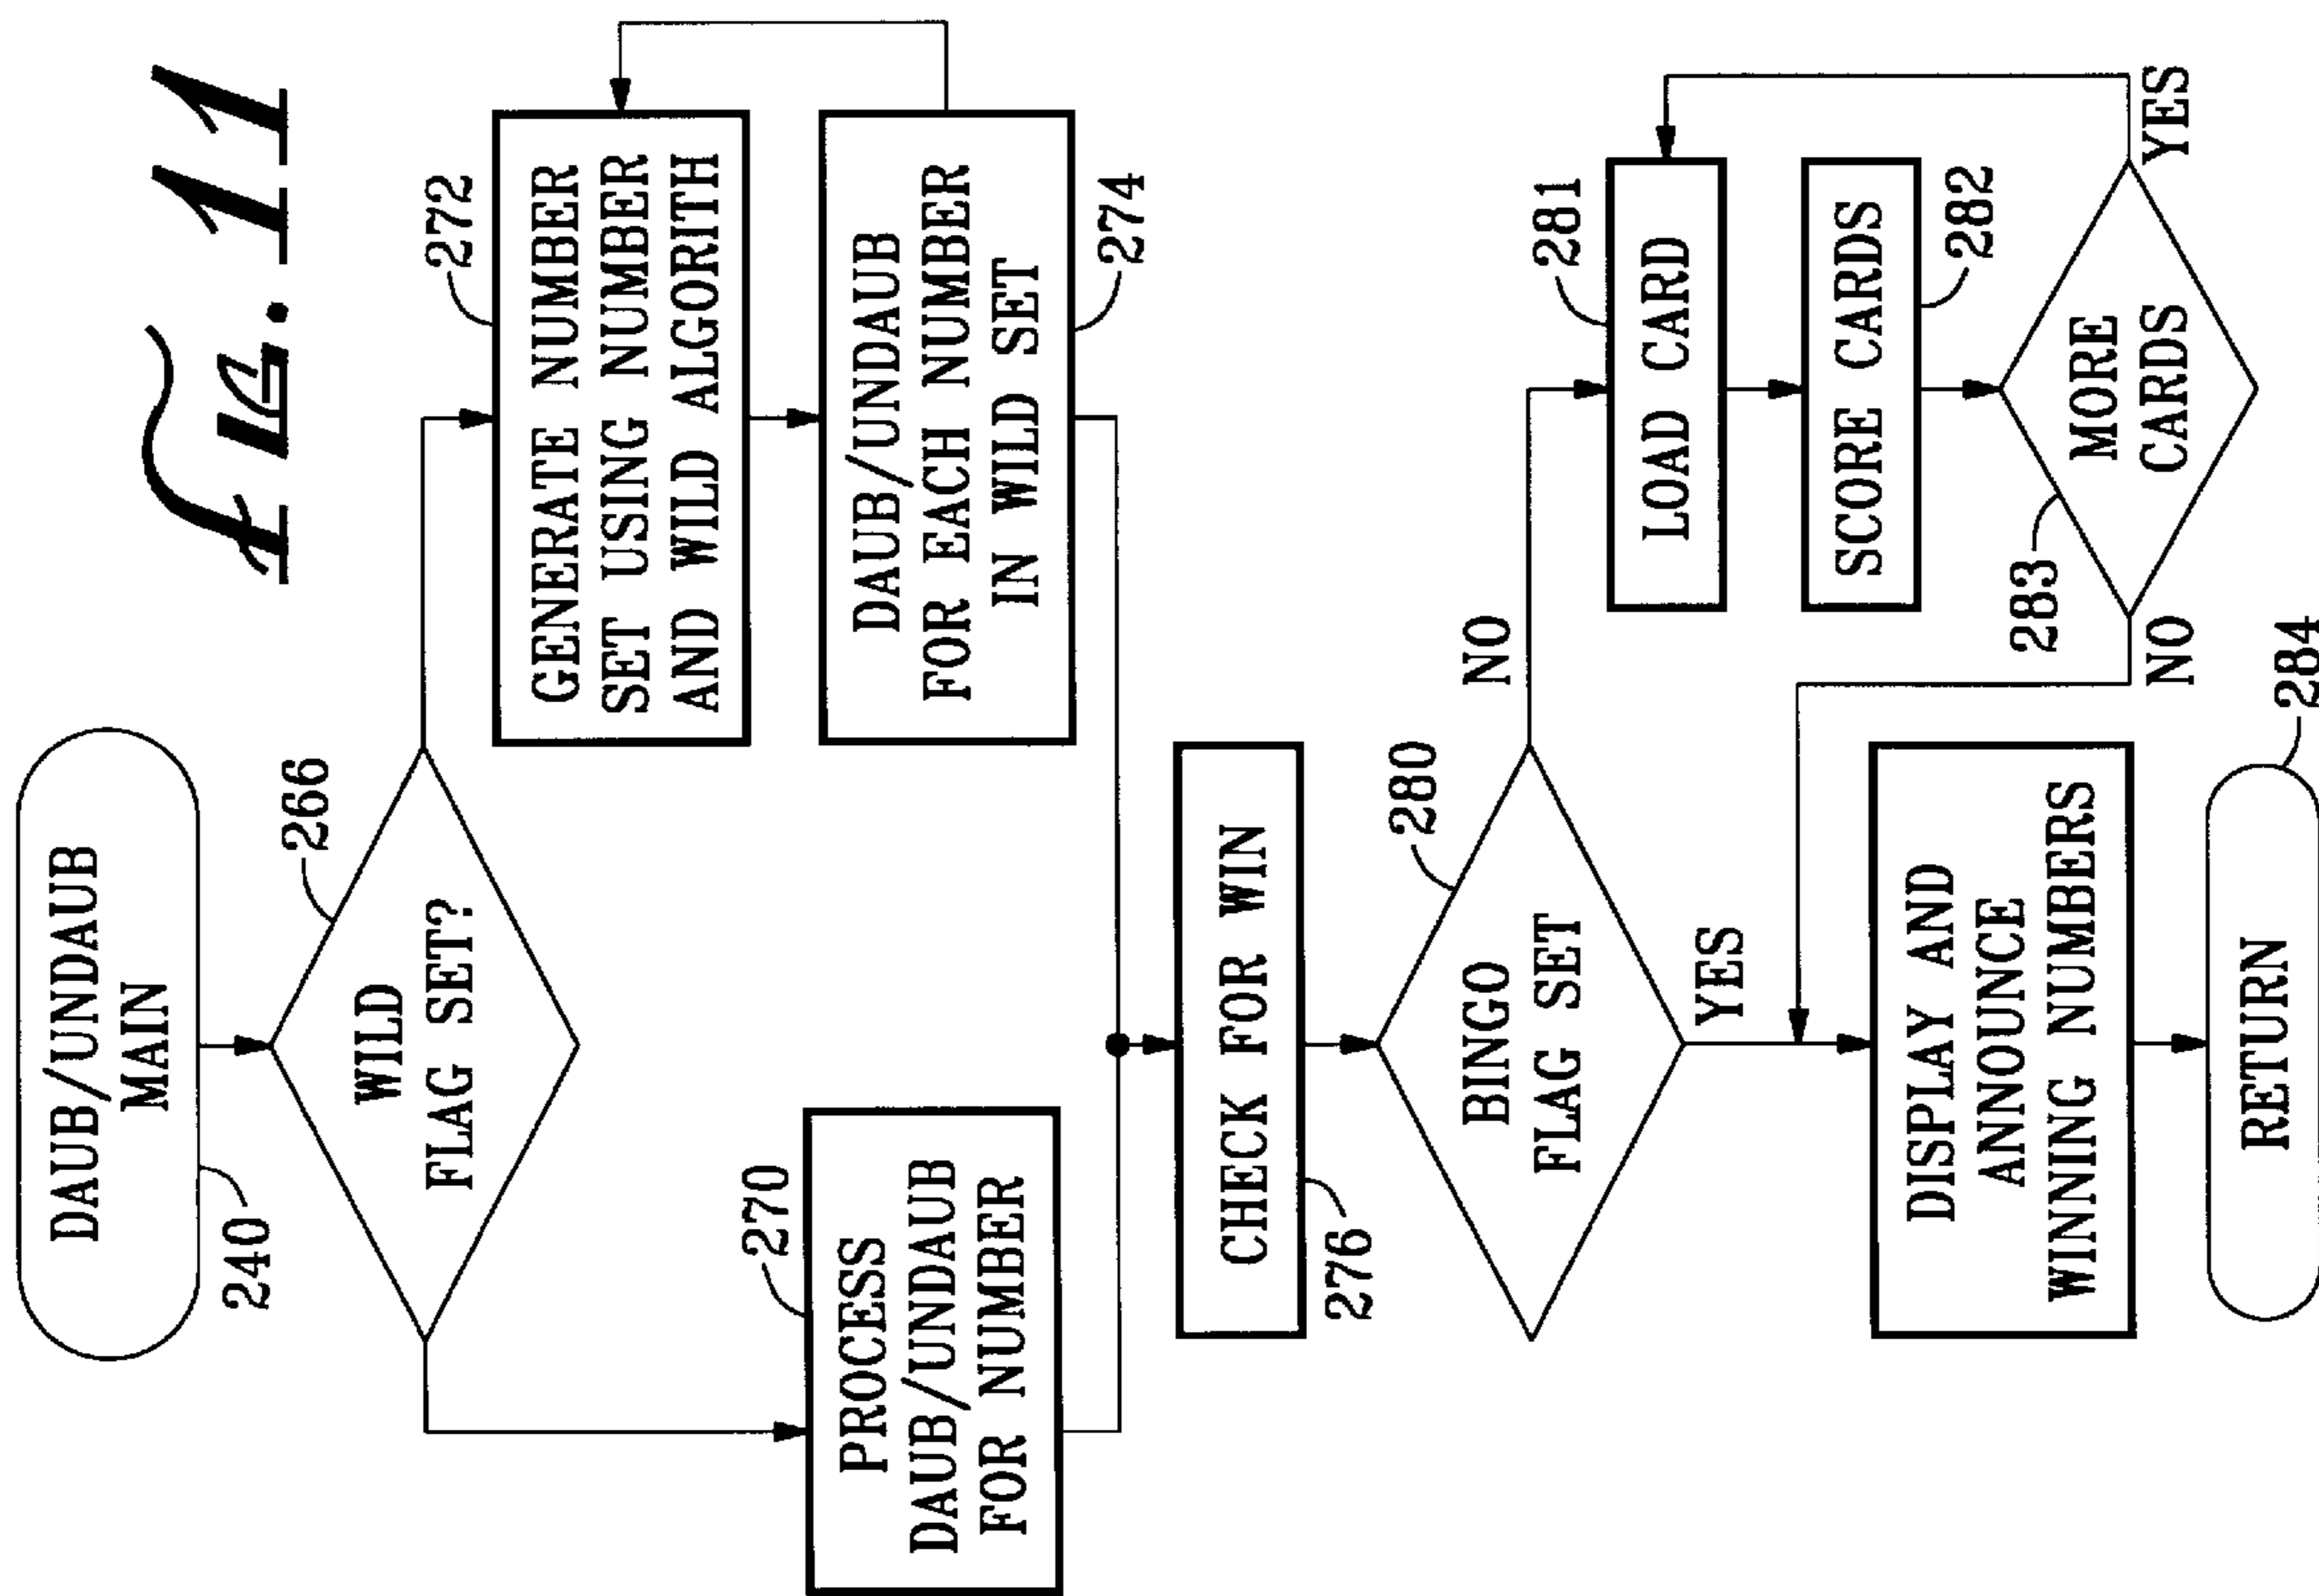 Fig. 11
DAUB/UNDAUB
MAIN
240
WILD
FLAG SET?
266
PROCESS
DAUB/UNDAUB
FOR NUMBER
270
GENERATE NUMBER
SET USING NUMBER
AND WILD ALGORITH
2772
DAUB/UNDAUB
FOR EACH NUMBER
IN WILD SET
2774
CHECK FOR WIN
276
BINGO
FLAG SET
280
NO
YES
LOAD CARD
281
SCORE CARDS
282
MORE
CARDS
283
YES
NO
DISPLAY AND
ANNOUNCE
WINNING NUMBERS
RETURN
284